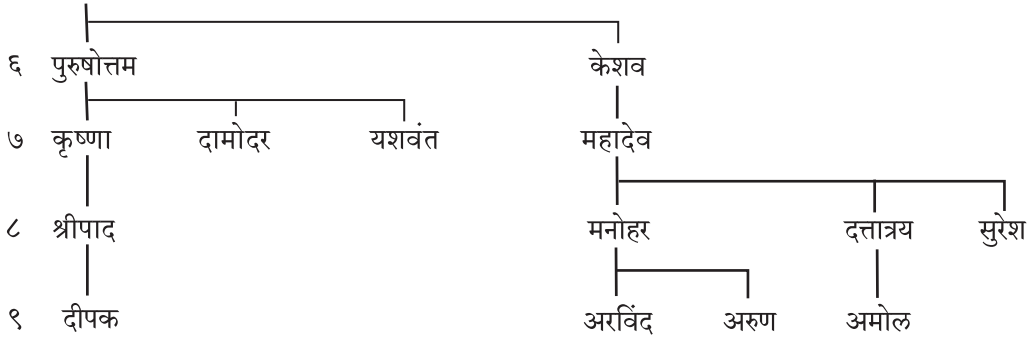 ६ पुरुषोत्तम केशव
७ कृष्णा दामोदर यशवंत महादेव
८ श्रीपाद मनोहर दत्तात्रय सुरेश
९ दीपक अरविंद अरुण अमोल